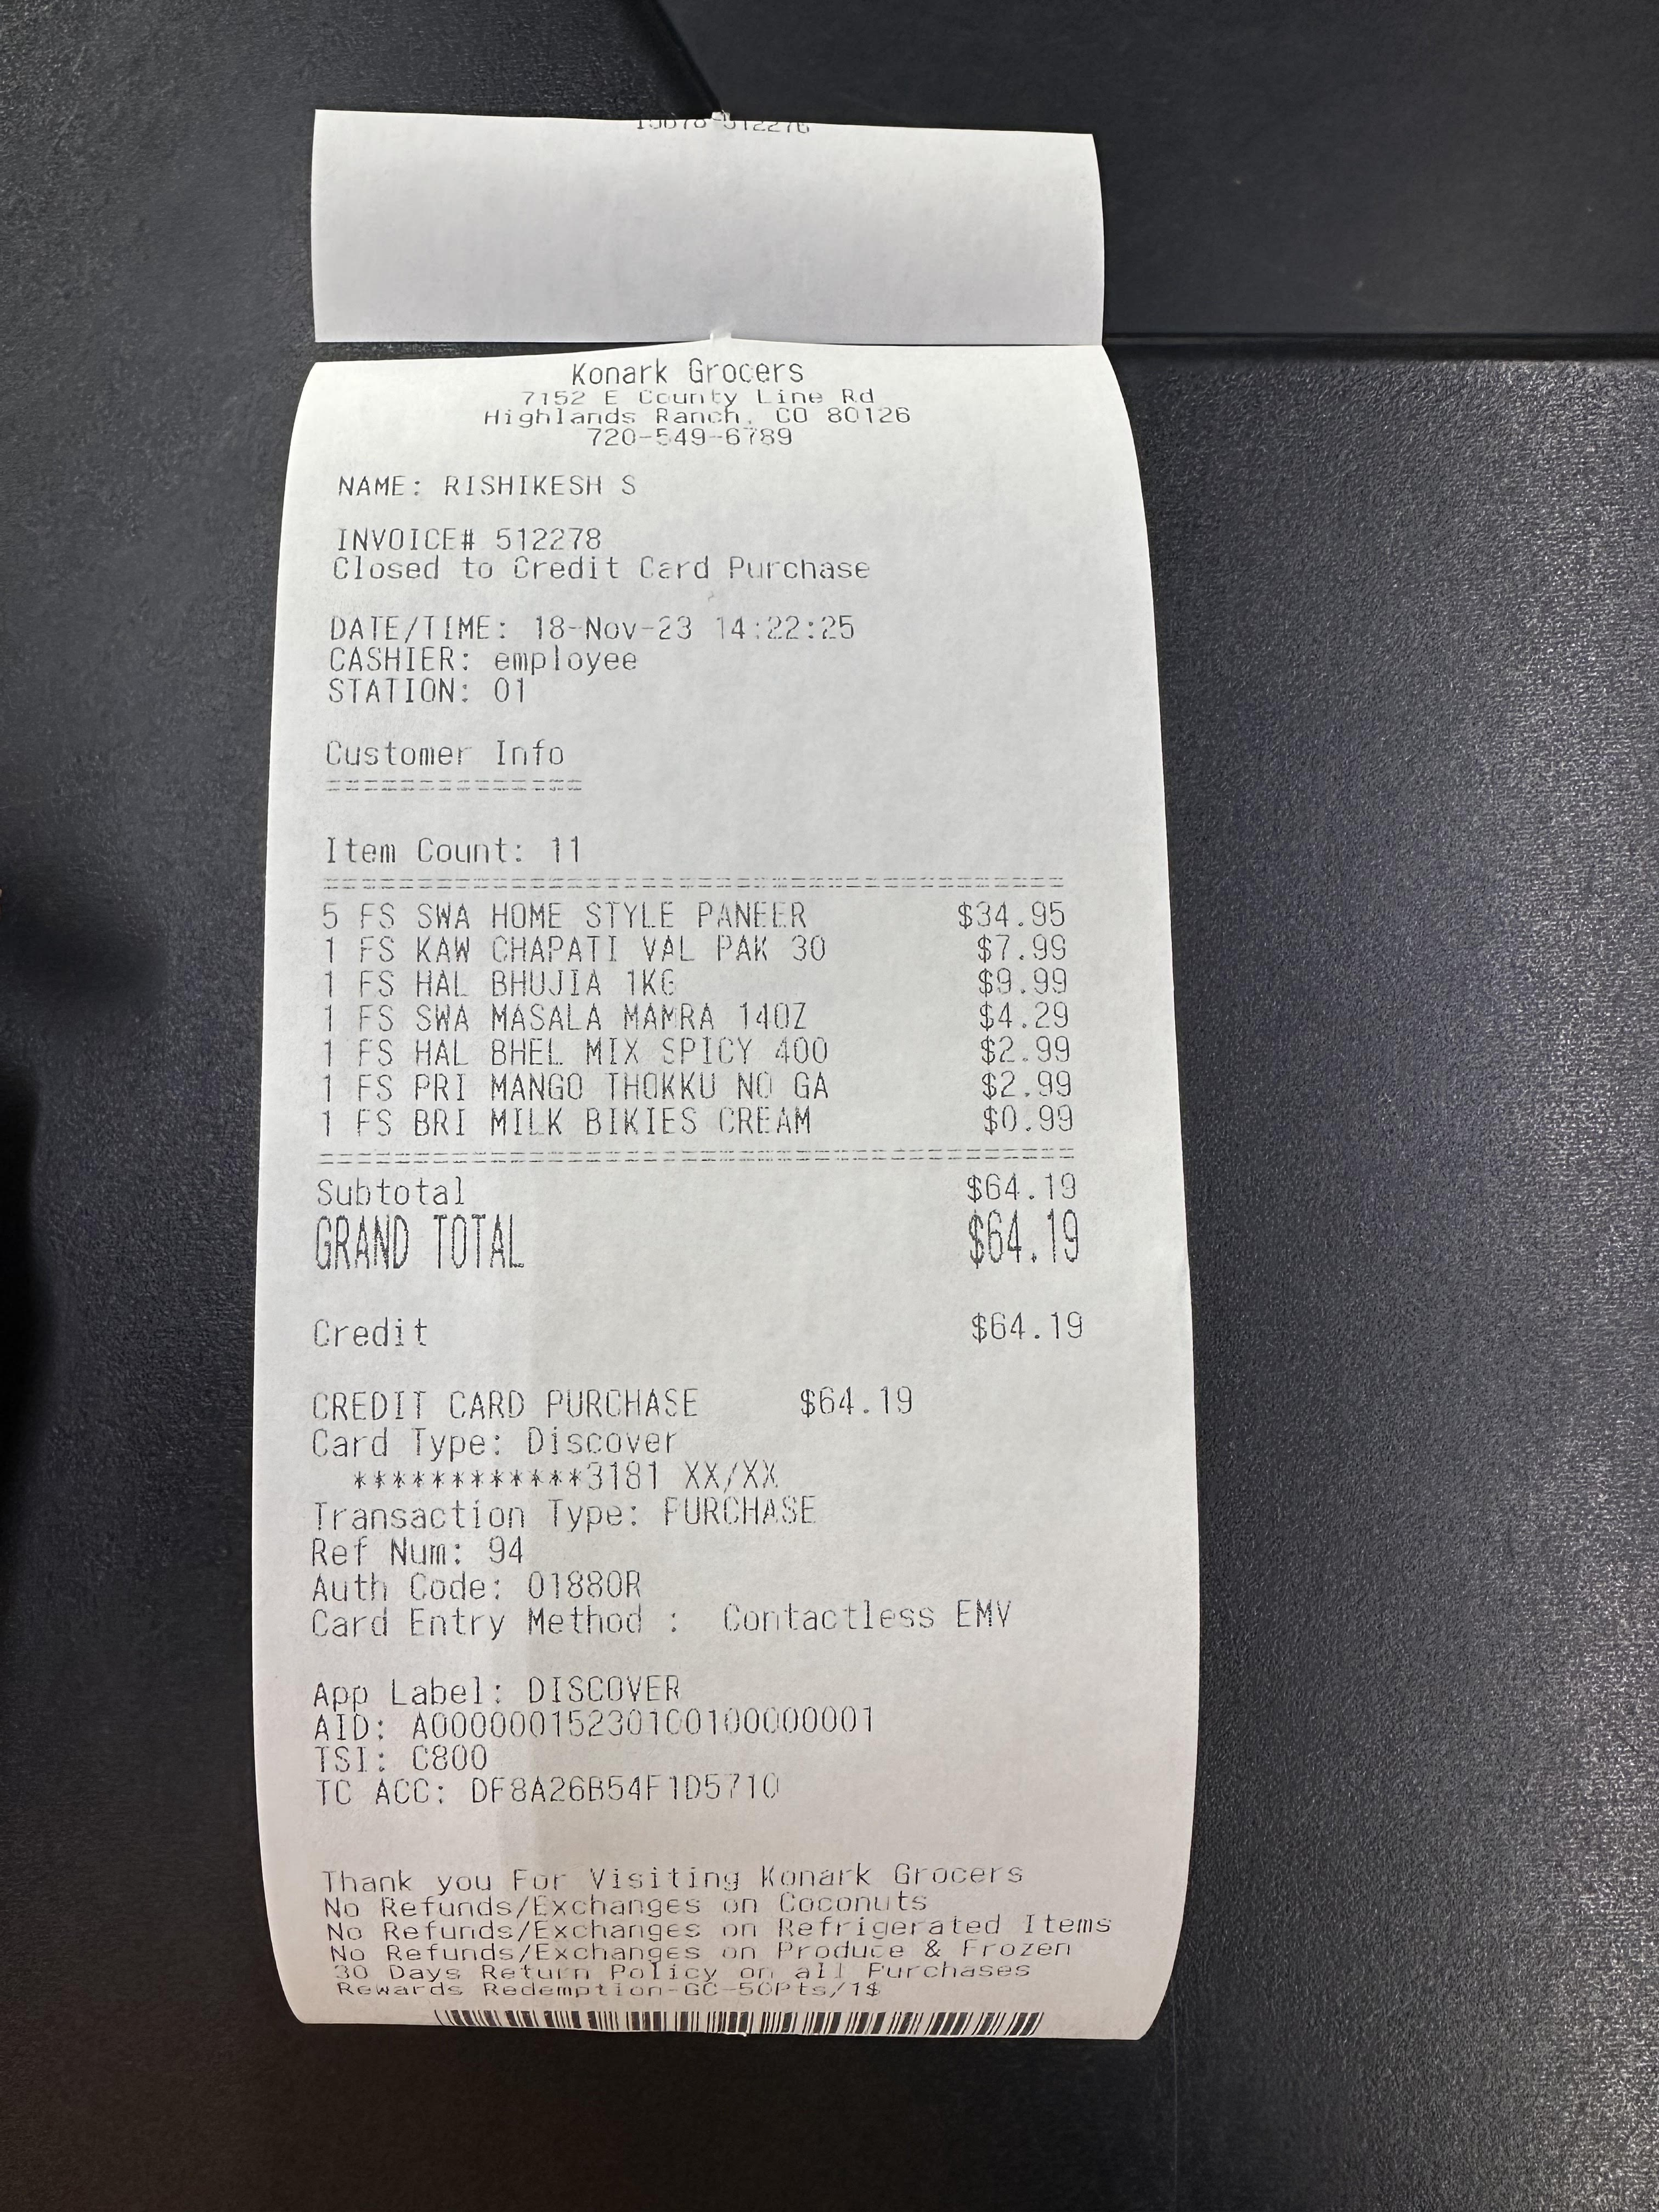 Konark Grocers
7152 E County Line Rd
Highlands Ranch, CO 80126
720-549-6789
NAME: RISHIKESH S
INVOICE# 512278
Closed to Credit Card Purchase
DATE/TIME: 18-Nov-23 14:22:25
CASHIER: employee
STATION: 01
Customer Info
==============
Item Count: 11
========================================
5 FS SWA HOME STYLE PANEER $34.95
1 FS KAW CHAPATI VAL PAK 30 $7.99
1 FS HAL BHUJIA 1KG $9.99
1 FS SWA MASALA MAMRA 14OZ $4.29
1 FS HAL BHEL MIX SPICY 400 $2.99
1 FS PRI MANGO THOKKU NO GA $2.99
1 FS BRI MILK BIKIES CREAM $0.99
========================================
Subtotal $64.19
GRAND TOTAL $64.19
Credit $64.19
CREDIT CARD PURCHASE $64.19
Card Type: Discover
************3181 XX/XX
Transaction Type: PURCHASE
Ref Num: 94
Auth Code: 01880R
Card Entry Method : Contactless EMV
App Label: DISCOVER
AID: A00000015230100100000001
TSI: C800
TC ACC: DF8A26B54F1D5710
Thank you For Visiting Konark Grocers
No Refunds/Exchanges on Coconuts
No Refunds/Exchanges on Refrigerated Items
No Refunds/Exchanges on Produce & Frozen
30 Days Return Policy on all Purchases
Rewards Redemption-GC-50Pts/1$